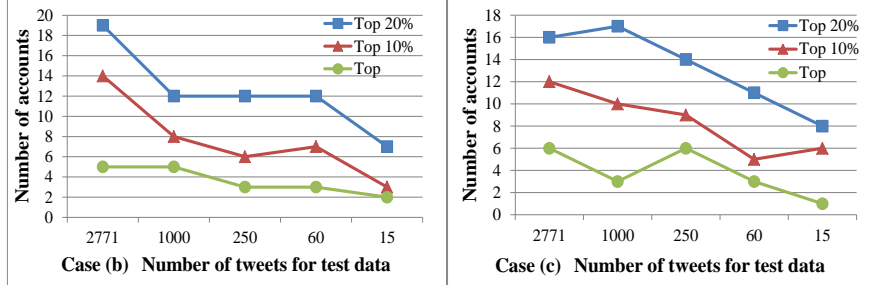 Number of accounts
20
18
16
14
12
10
8
6
4
2
0
Top 20%
Top 10%
Top
2771 1000 250 60 15
Case (b) Number of tweets for test data
Number of accounts
18
16
14
12
10
8
6
4
2
0
Top 20%
Top 10%
Top
2771 1000 250 60 15
Case (c) Number of tweets for test data